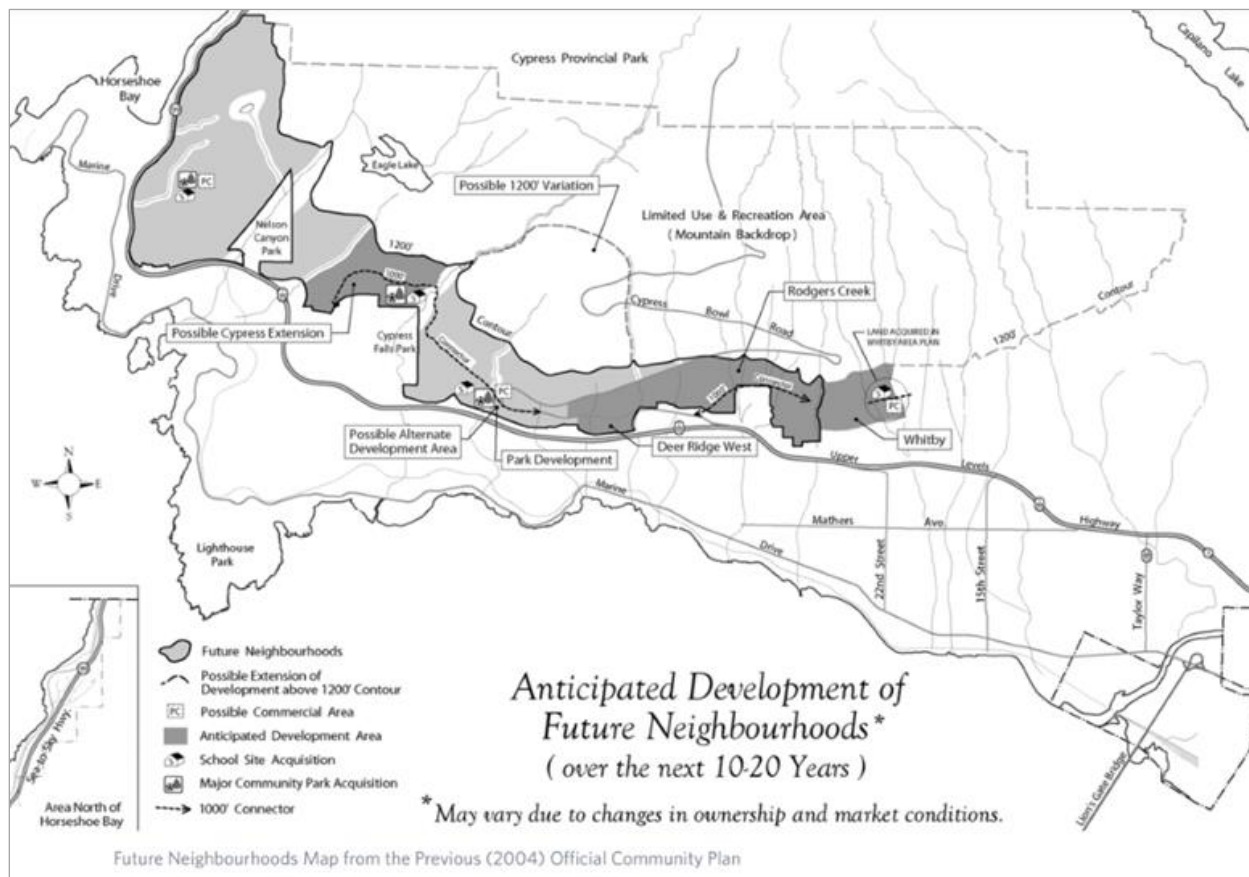 Horseshoe
Bay
Cypress Provincial Park
Capilano
Lake
Marine
Drive
PC
S
Nelson
Canyon
Park
Eagle Lake
Possible 1200' Variation
Limited Use & Recreation Area
( Mountain Backdrop )
1200'
1000'
S
Possible Cypress Extension
Cypress
Falls Park
Contour
Connector
Cypress
Bowl
Road
Rodgers Creek
Contour
1200'
LAND ACQUIRED IN
WHITBY AREA PLAN
S
PC
1000'
Connector
S
PC
Possible Alternate
Development Area
Park Development
Deer Ridge West
Whitby
Upper
Levels
Highway
N
W
E
S
Marine
Drive
Mathers
Ave.
22nd Street
15th Street
Taylor Way
Lighthouse
Park
Lion's Gate Bridge
Sea-to-Sky Hwy.
Area North of
Horseshoe Bay
Future Neighbourhoods
Possible Extension of
Development above 1200' Contour
PC Possible Commercial Area
Anticipated Development Area
S School Site Acquisition
Major Community Park Acquisition
1000' Connector
Anticipated Development of
Future Neighbourhoods*
( over the next 10-20 Years )
*May vary due to changes in ownership and market conditions.
Future Neighbourhoods Map from the Previous (2004) Official Community Plan